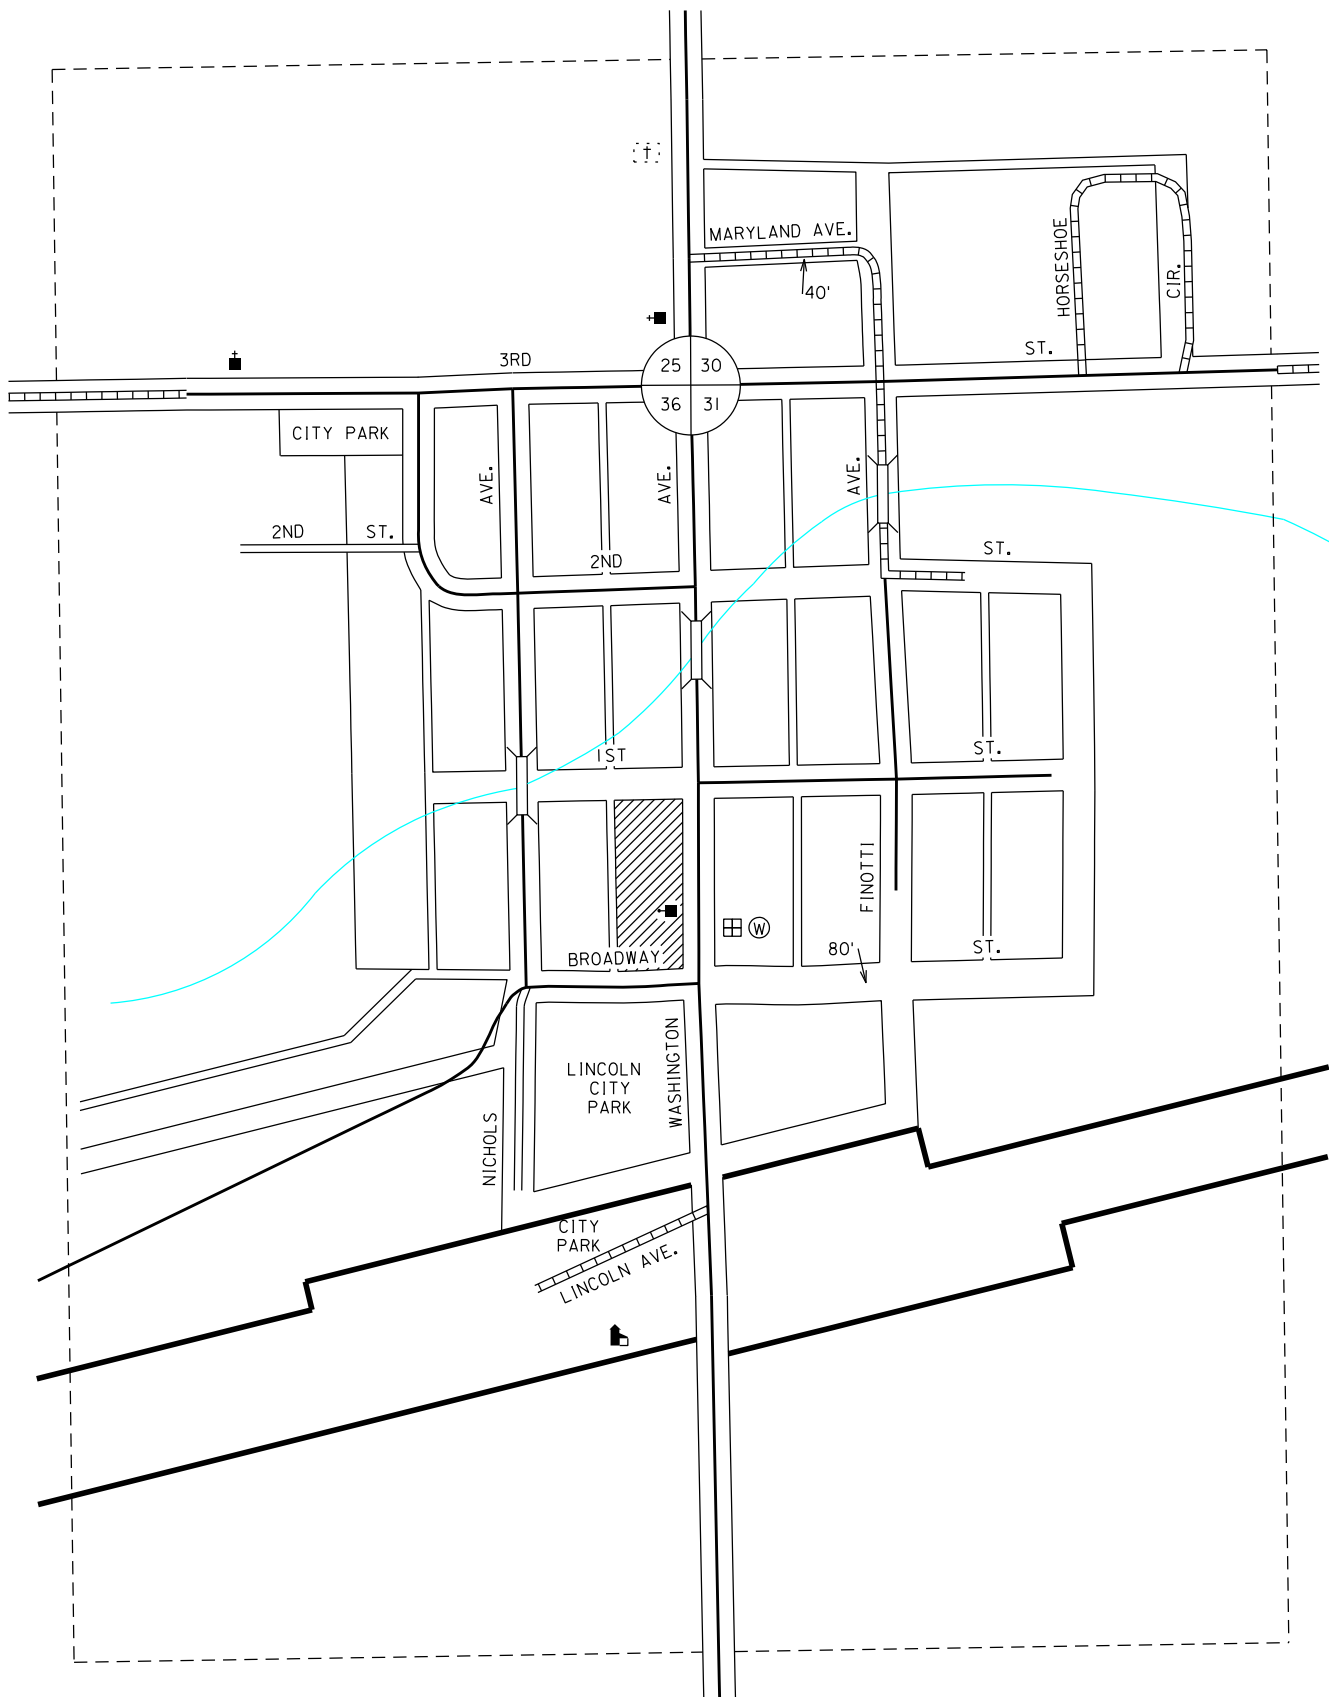 MARYLAND AVE.
HORSESHOE
CIR.
40'
3RD
ST.
25
30
36
31
CITY PARK
AVE.
AVE.
AVE.
2ND
ST.
2ND
ST.
1ST
ST.
FINOTTI
W
80'
BROADWAY
ST.
LINCOLN
CITY
PARK
WASHINGTON
NICHOLS
CITY
PARK
LINCOLN AVE.